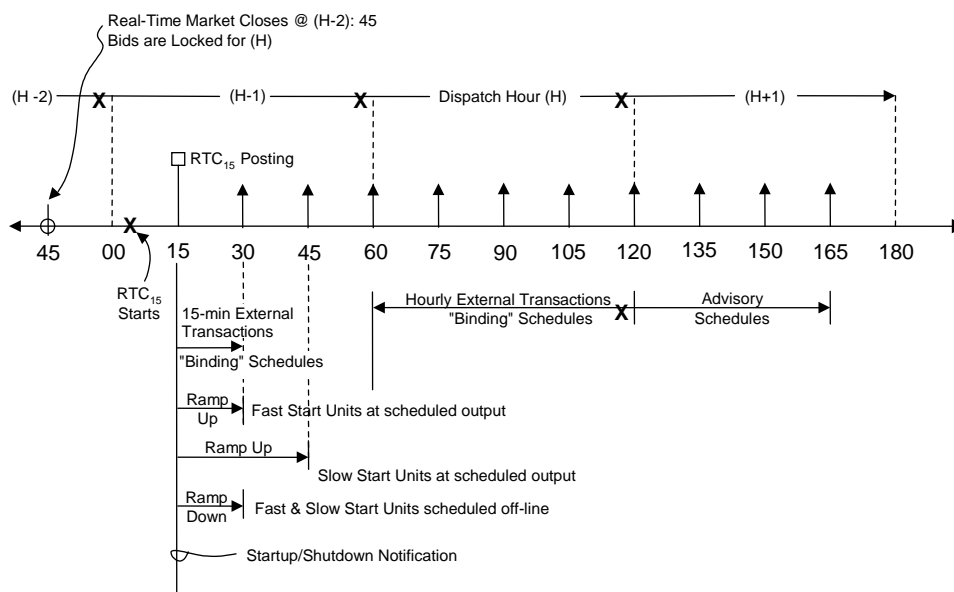 Real-Time Market Closes @ (H-2): 45
Bids are Locked for (H)
(H -2) X (H-1) X Dispatch Hour (H) X (H+1)
RTC15 Posting
X
45 00 15 30 45 60 75 90 105 120 135 150 165 180
RTC15
Starts
15-min External
Transactions
"Binding" Schedules
Hourly External Transactions
"Binding" Schedules X
Advisory
Schedules
Ramp
Up
Fast Start Units at scheduled output
Ramp Up
Slow Start Units at scheduled output
Ramp
Down
Fast & Slow Start Units scheduled off-line
Startup/Shutdown Notification